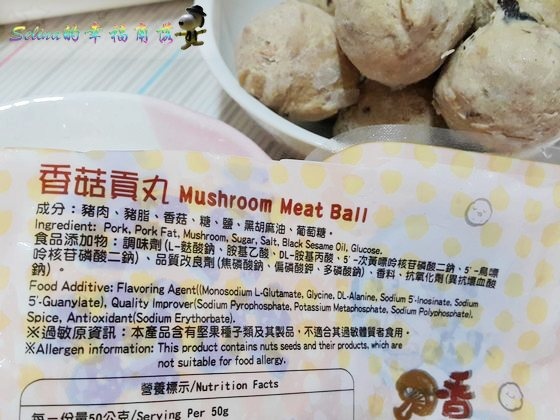 Selina的幸福角落
香菇貢丸 Mushroom Meat Ball
成分：豬肉、豬脂、香菇、糖、鹽、黑胡麻油、葡萄糖。
Ingredient: Pork, Pork Fat, Mushroom, Sugar, Salt, Black Sesame Oil, Glucose.
食品添加物：調味劑(L-麩酸鈉、胺基乙酸、DL-胺基丙酸、5'-次黃嘌
呤核苷磷酸二鈉、5'-鳥嘌
呤核苷磷酸二鈉)、品質改良劑(焦磷酸鈉、偏磷酸鉀、多磷酸鈉)、香料、抗氧化劑(異抗壞血酸
鈉)。
Food Additive: Flavoring Agent((Monosodium L-Glutamate, Glycine, DL-Alanine, Sodium 5'-Inosinate, Sodium
5'-Guanylate), Quality Improver(Sodium Pyrophosphate, Potassium Metaphosphate, Sodium Polyphosphate),
Spice, Antioxidant(Sodium Erythorbate).
※過敏原資訊：本產品含有堅果種子類及其製品，不適合其過敏體質者食用。
※Allergen information: This product contains nuts seeds and their products, which are
not suitable for food allergy.
營養標示/Nutrition Facts
每一份量50公克/Serving Per 50g
香